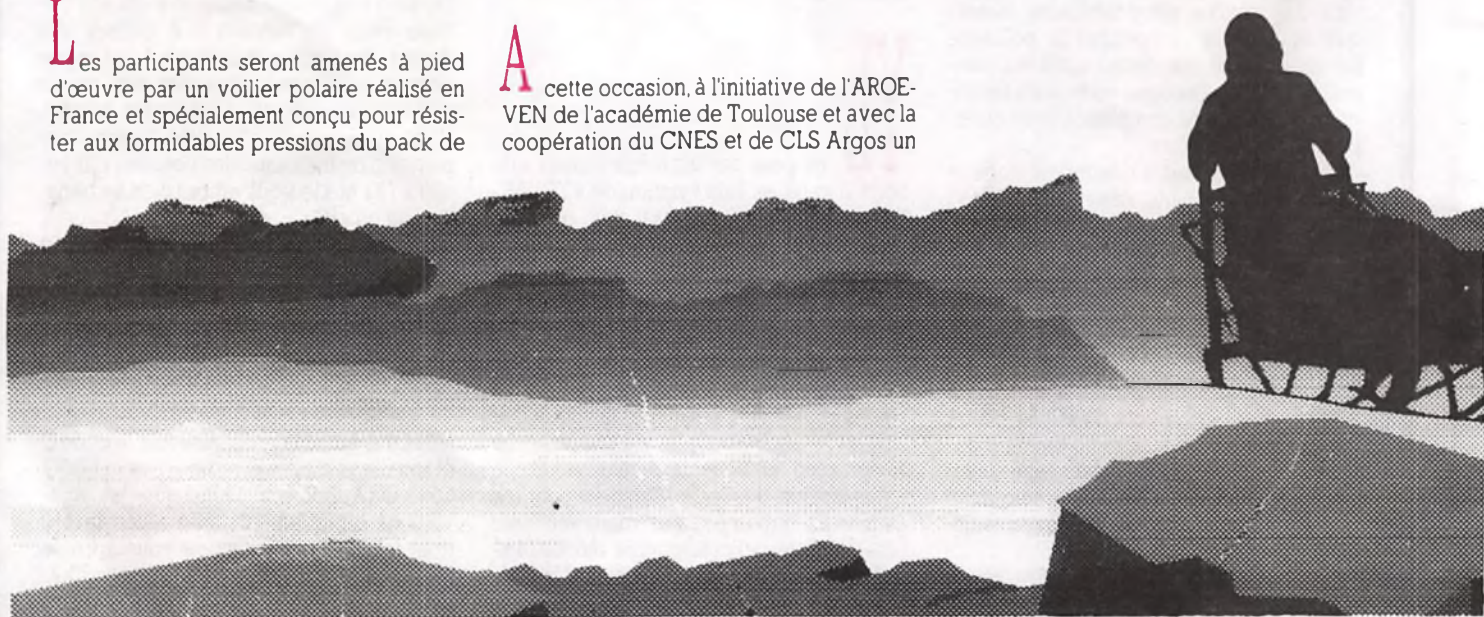 Les participants seront amenés à pied
d'œuvre par un voilier polaire réalisé en
France et spécialement conçu pour résis-
ter aux formidables pressions du pack de
A cette occasion, à l'initiative de l'AROE-
VEN de l'académie de Toulouse et avec la
coopération du CNES et de CLS Argos un